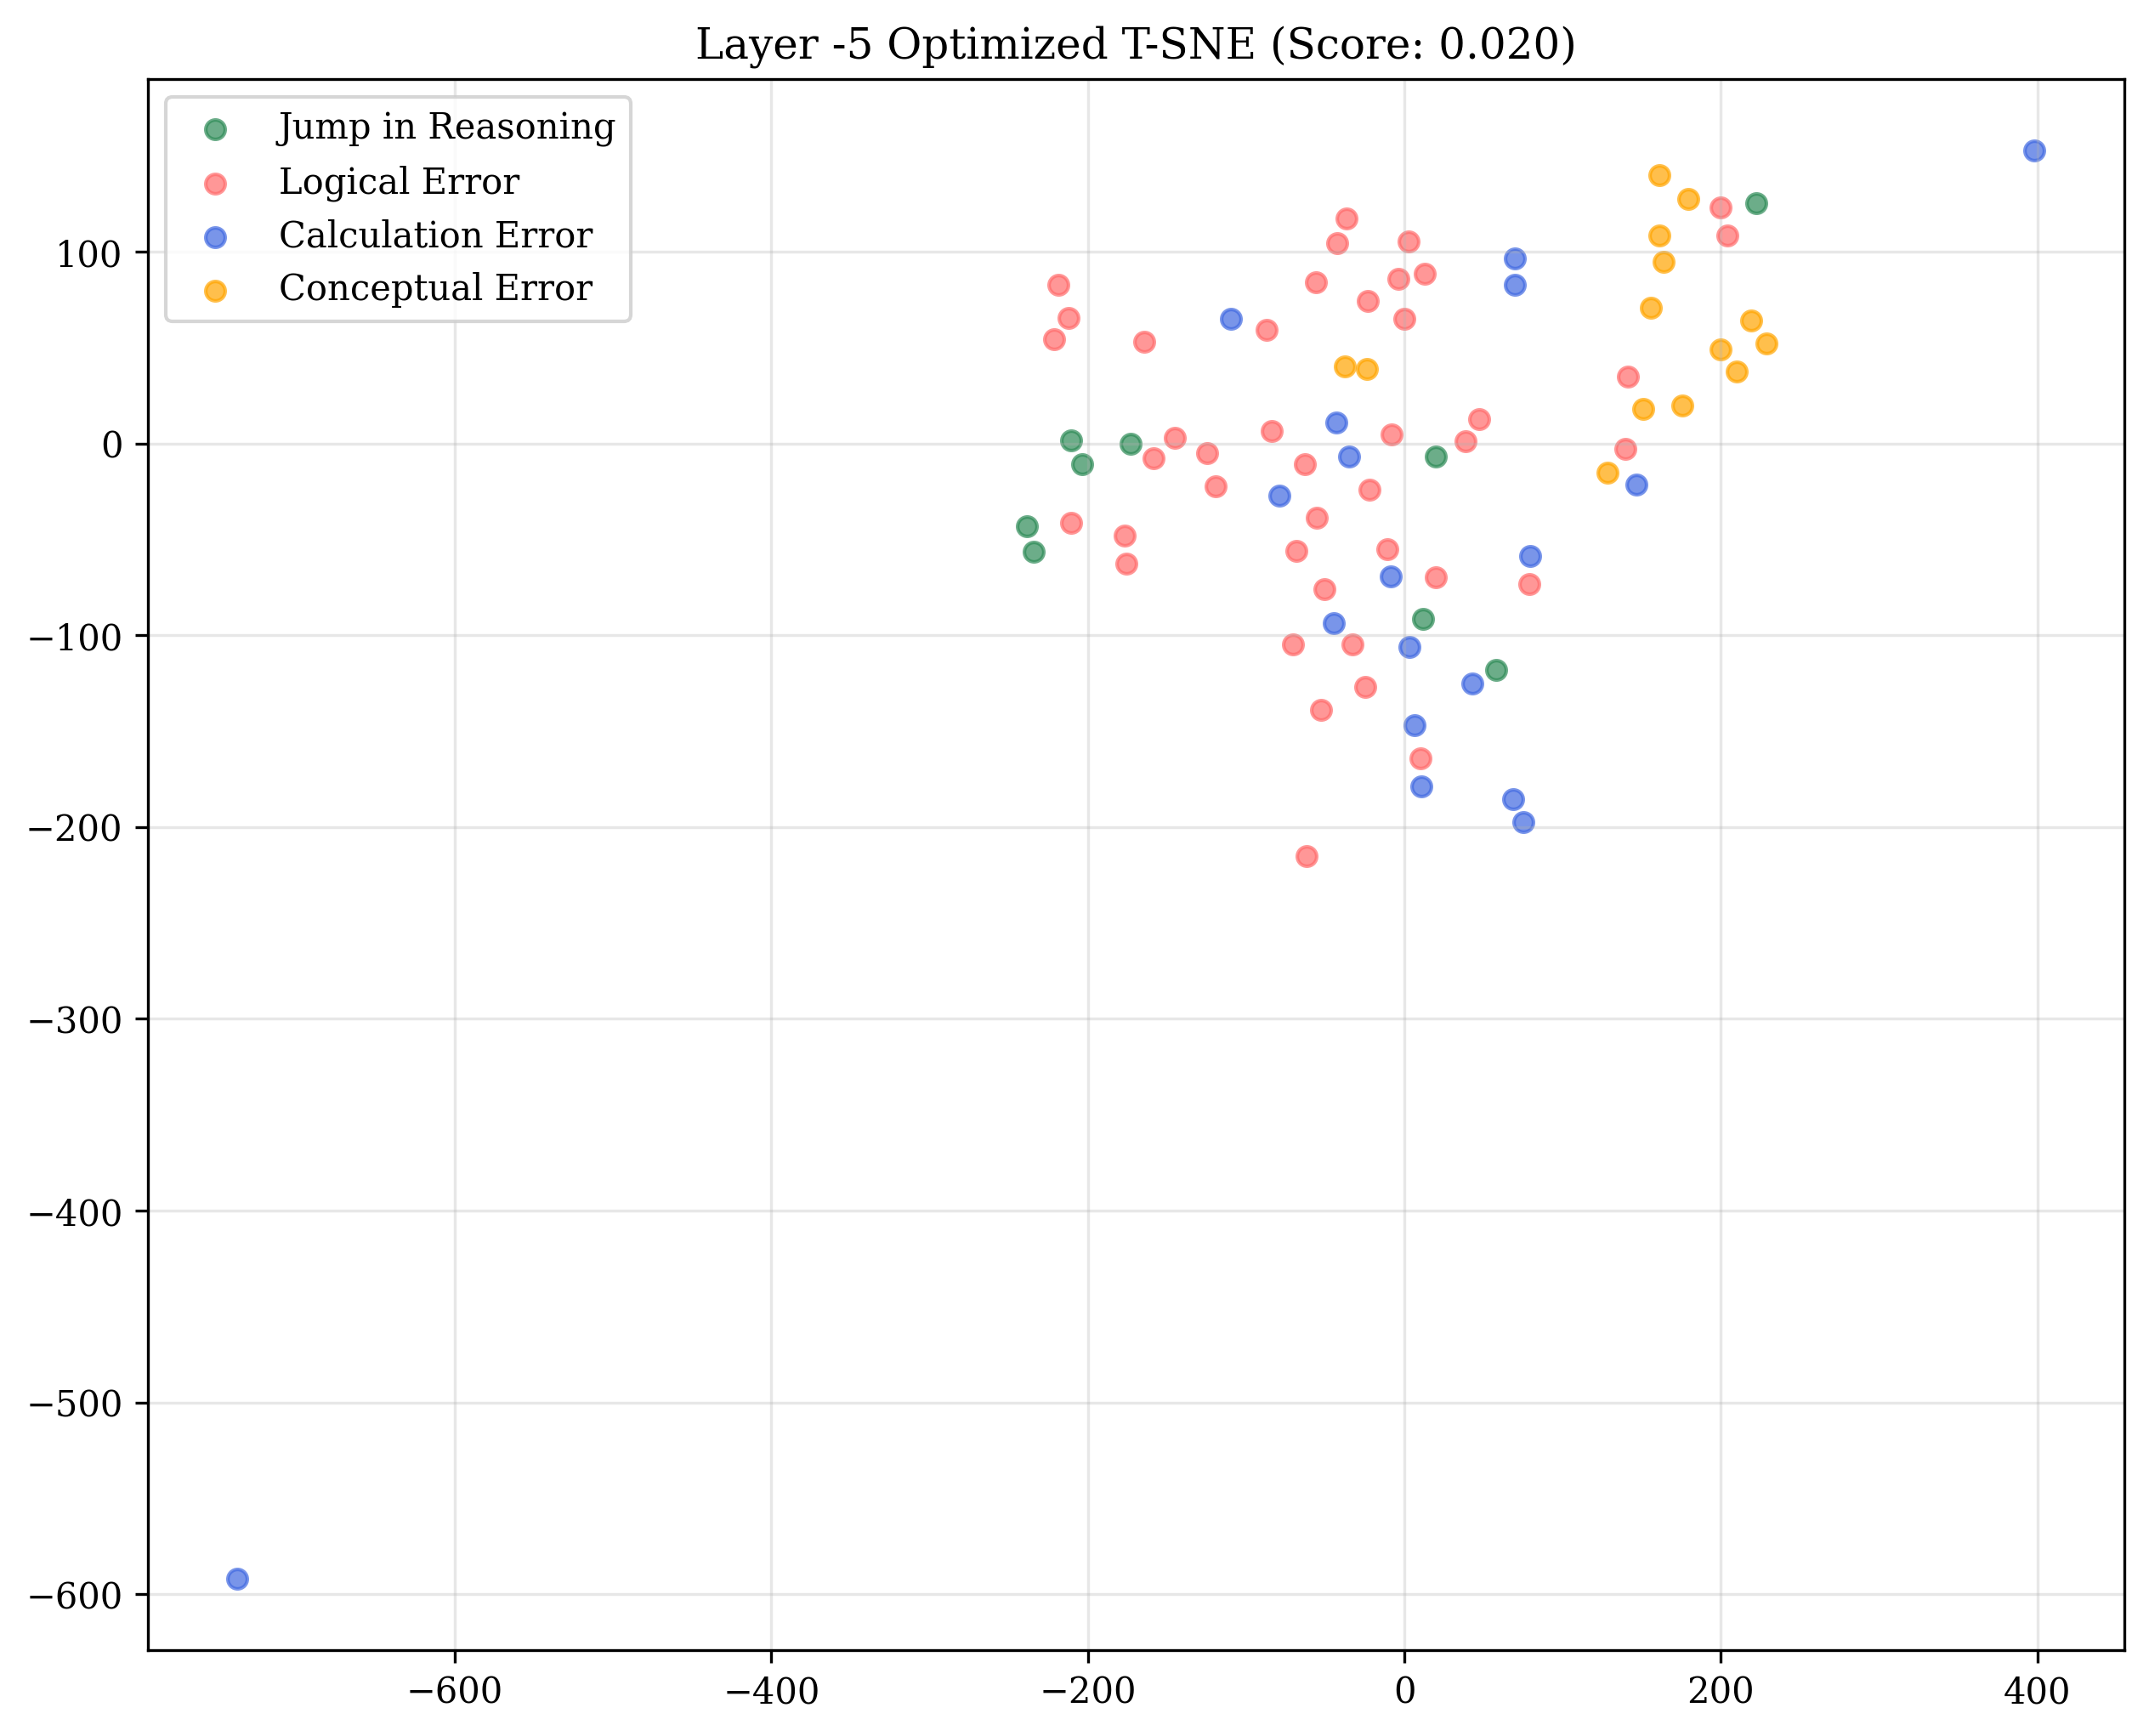 Layer -5 Optimized T-SNE (Score: 0.020)
Jump in Reasoning
Logical Error
Calculation Error
Conceptual Error
100
0
−100
−200
−300
−400
−500
−600
−600 −400 −200 0 200 400